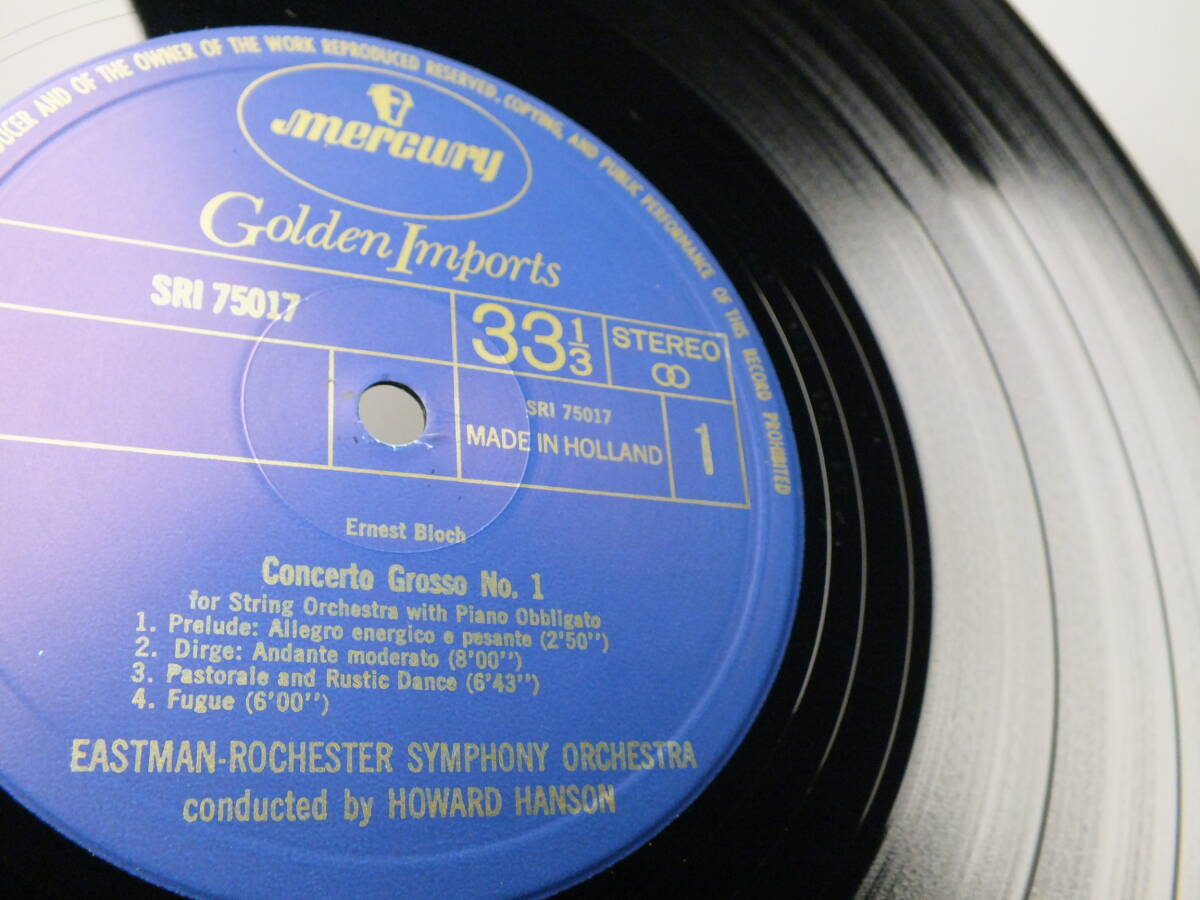 AND OF THE OWNER OF THE WORK REPRODUCED RESERVED. COPYING, AND PUBLIC PERFORMANCE OF THIS RECORD PROHIBITED
mercury
Golden Imports
SRI 75017
33 1/3
STEREO
SRI 75017
MADE IN HOLLAND
1
Ernest Bloch
Concerto Grosso No. 1
for String Orchestra with Piano Obbligato
1. Prelude: Allegro energico e pesante (2'50'')
2. Dirge: Andante moderato (8'00'')
3. Pastorale and Rustic Dance (6'43'')
4. Fugue (6'00'')
EASTMAN-ROCHESTER SYMPHONY ORCHESTRA
conducted by HOWARD HANSON